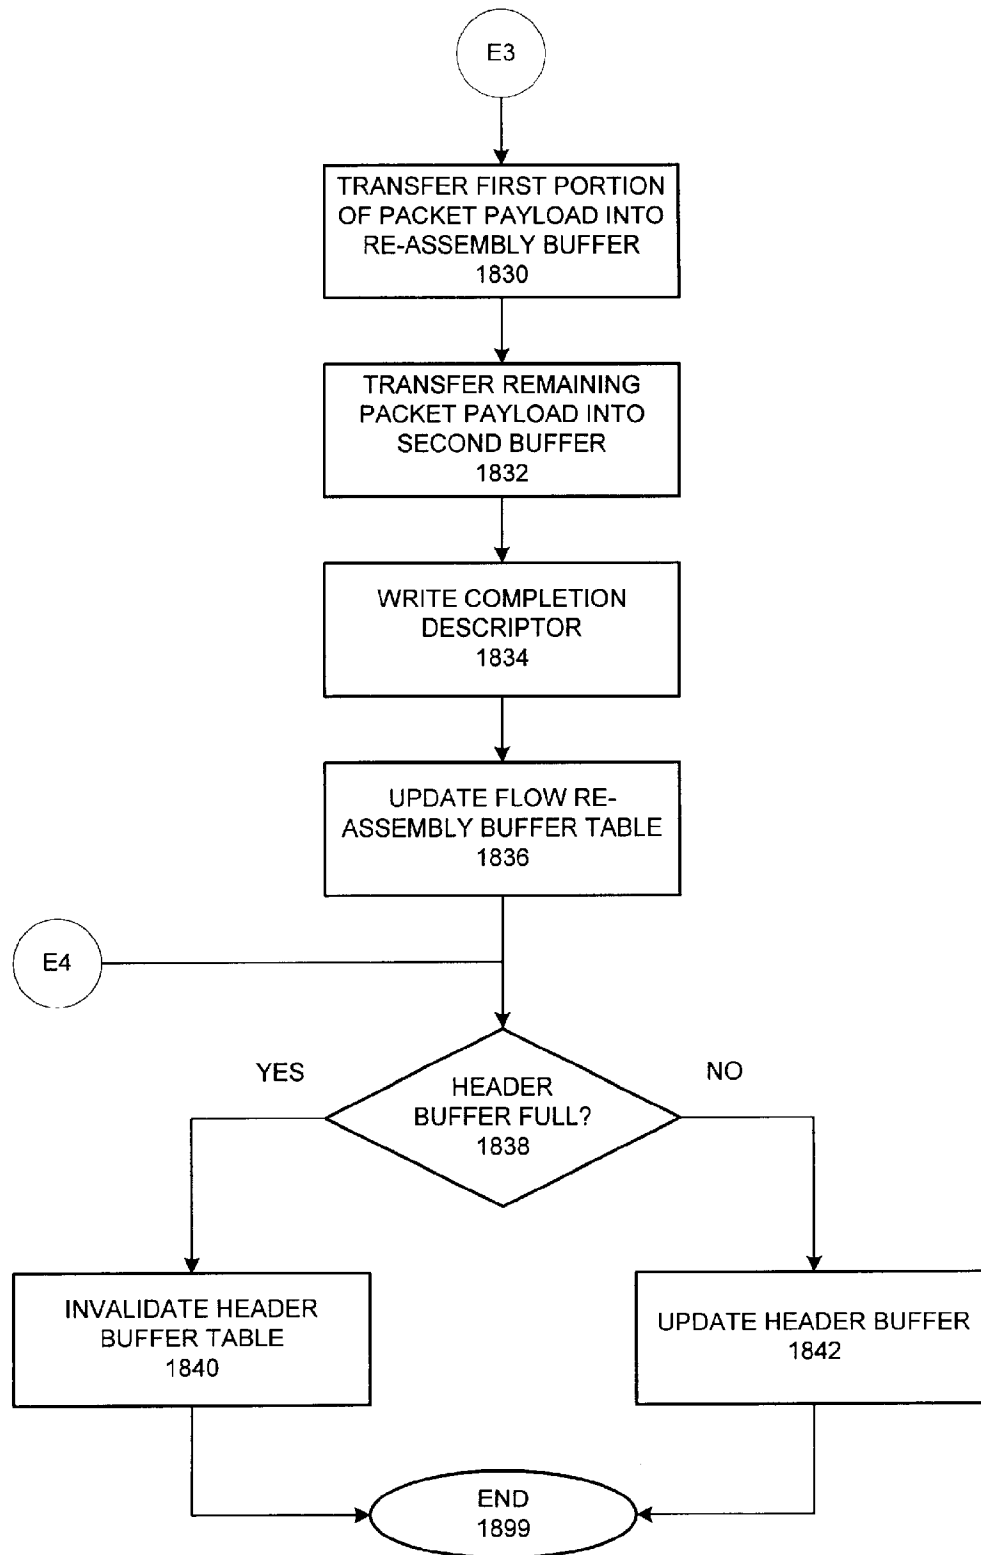 E3
TRANSFER FIRST PORTION
OF PACKET PAYLOAD INTO
RE-ASSEMBLY BUFFER
1830
TRANSFER REMAINING
PACKET PAYLOAD INTO
SECOND BUFFER
1832
WRITE COMPLETION
DESCRIPTOR
1834
UPDATE FLOW RE-
ASSEMBLY BUFFER TABLE
1836
E4
YES
NO
HEADER
BUFFER FULL?
1838
INVALIDATE HEADER
BUFFER TABLE
1840
UPDATE HEADER BUFFER
1842
END
1899